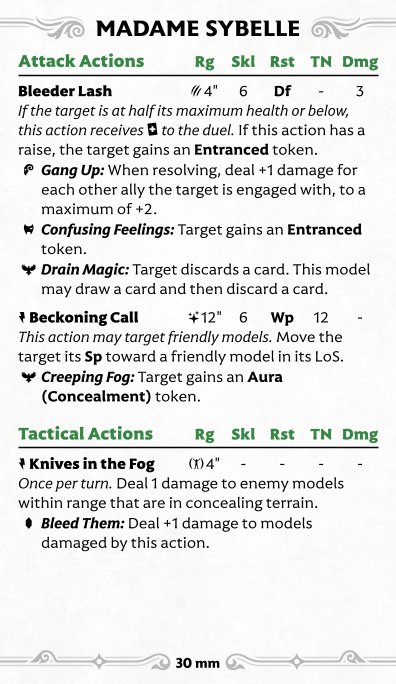 MADAME SYBELLE
Attack Actions Rg Skl Rst TN Dmg
Bleeder Lash 4" 6 Df - 3
If the target is at half its maximum health or below,
this action receives to the duel. If this action has a
raise, the target gains an Entranced token.
Gang Up: When resolving, deal +1 damage for
each other ally the target is engaged with, to a
maximum of +2.
Confusing Feelings: Target gains an Entranced
token.
Drain Magic: Target discards a card. This model
may draw a card and then discard a card.
Beckoning Call 12" 6 Wp 12 -
This action may target friendly models. Move the
target its Sp toward a friendly model in its LoS.
Creeping Fog: Target gains an Aura
(Concealment) token.
Tactical Actions Rg Skl Rst TN Dmg
Knives in the Fog 4" - - - -
Once per turn. Deal 1 damage to enemy models
within range that are in concealing terrain.
Bleed Them: Deal +1 damage to models
damaged by this action.
30 mm